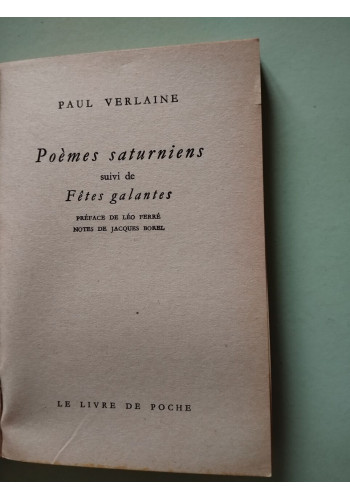 PAUL VERLAINE
Poèmes saturniens
suivi de
Fêtes galantes
PRÉFACE DE LÉO FERRÉ
NOTES DE JACQUES BOREL
LE LIVRE DE POCHE